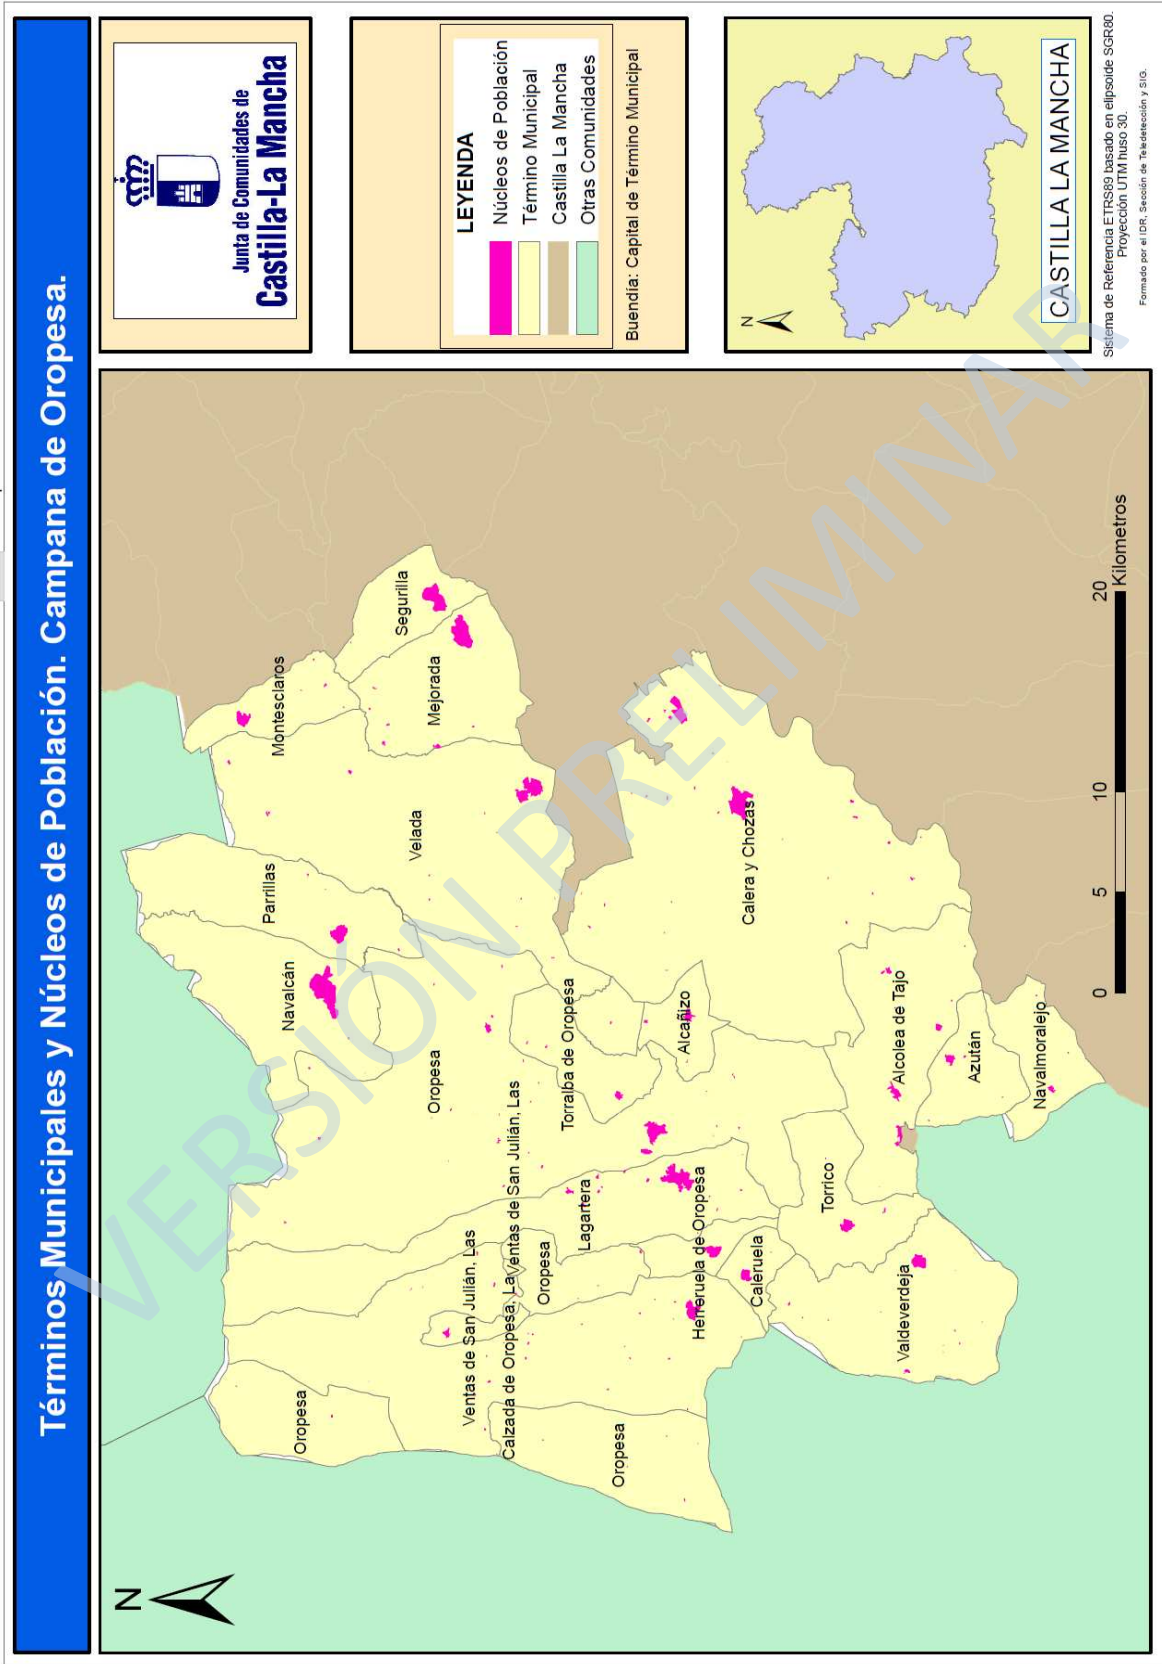 Términos Municipales y Núcleos de Población. Campana de Oropesa.
N
Montesclaros
Segurilla
Parrillas
Navalcán
Mejorada
Oropesa
Velada
Oropesa
Ventas de San Julián, Las
Calzada de Oropesa, La
Ventas de San Julián, Las
Oropesa
Torralba de Oropesa
Lagartera
Oropesa
Alcañizo
Herreruela de Oropesa
Calera y Chozas
Caleruela
Torrico
Alcolea de Tajo
Valdeverdeja
Azután
Navalmoralejo
0 5 10 20
Kilometros
Junta de Comunidades de
Castilla-La Mancha
LEYENDA
Núcleos de Población
Término Municipal
Castilla La Mancha
Otras Comunidades
Buendía: Capital de Término Municipal
N
CASTILLA LA MANCHA
Sistema de Referencia ETRS89 basado en elipsoide SGR80.
Proyección UTM huso 30.
Formado por el IDR, Sección de Teledetección y SIG.
VERSIÓN PRELIMINAR